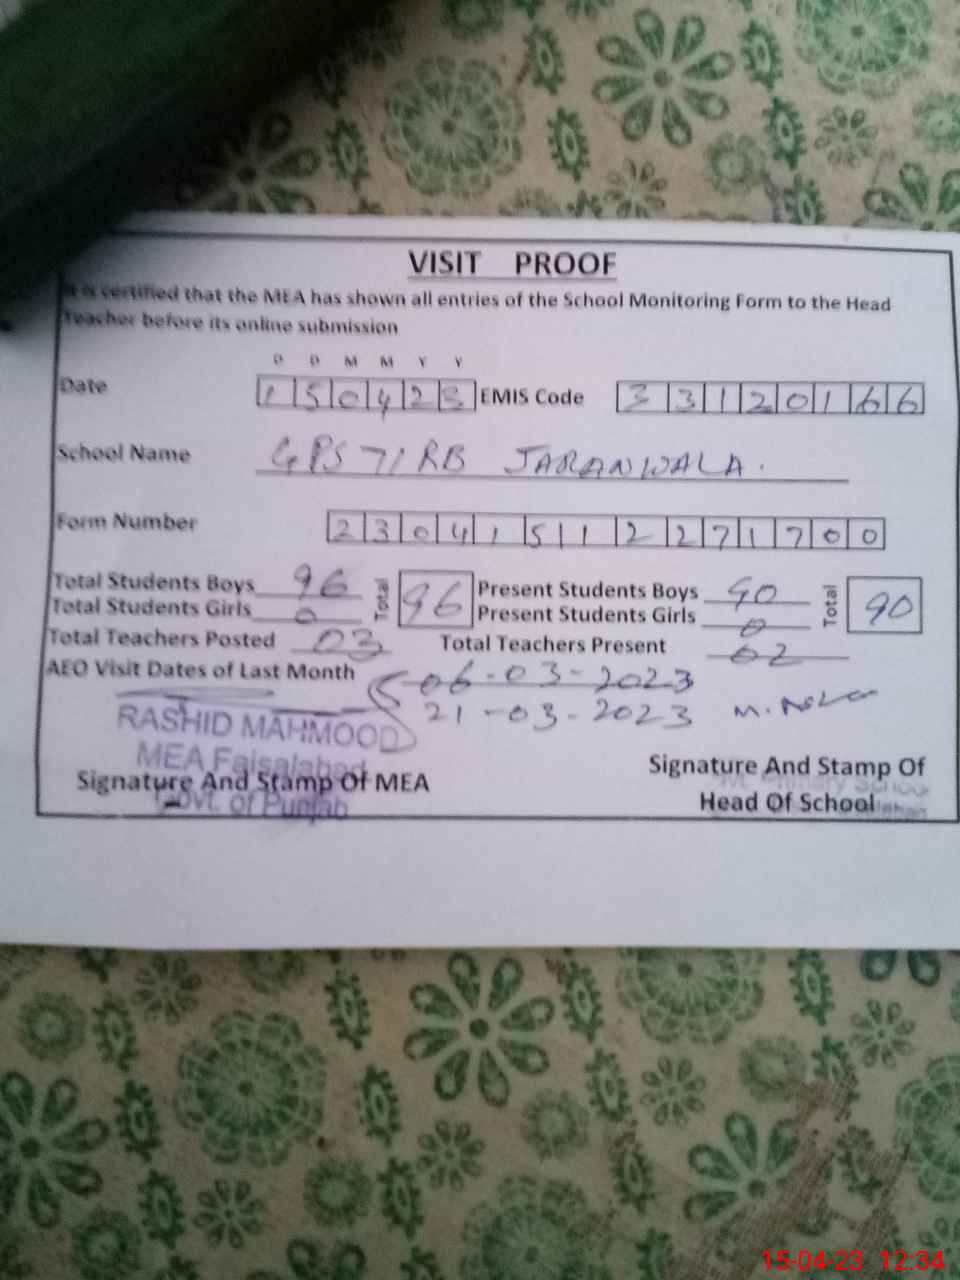 VISIT PROOF
It is certified that the MEA has shown all entries of the School Monitoring Form to the Head
Teacher before its online submission
D D M M Y Y
Date 150423 EMIS Code 33120166
School Name GPS 71 RB JARANWALA.
Form Number 230415112271700
Total Students Boys 96 Total 96 Present Students Boys 90 Total 90
Total Students Girls 0 Present Students Girls 0
Total Teachers Posted 03 Total Teachers Present 02
AEO Visit Dates of Last Month 06-03-2023
21-03-2023
RASHID MAHMOOD
MEA Faisalabad
Govt. of Punjab
Signature And Stamp Of MEA
Signature And Stamp Of
Head Of School
Primary School
15-04-23 12:34